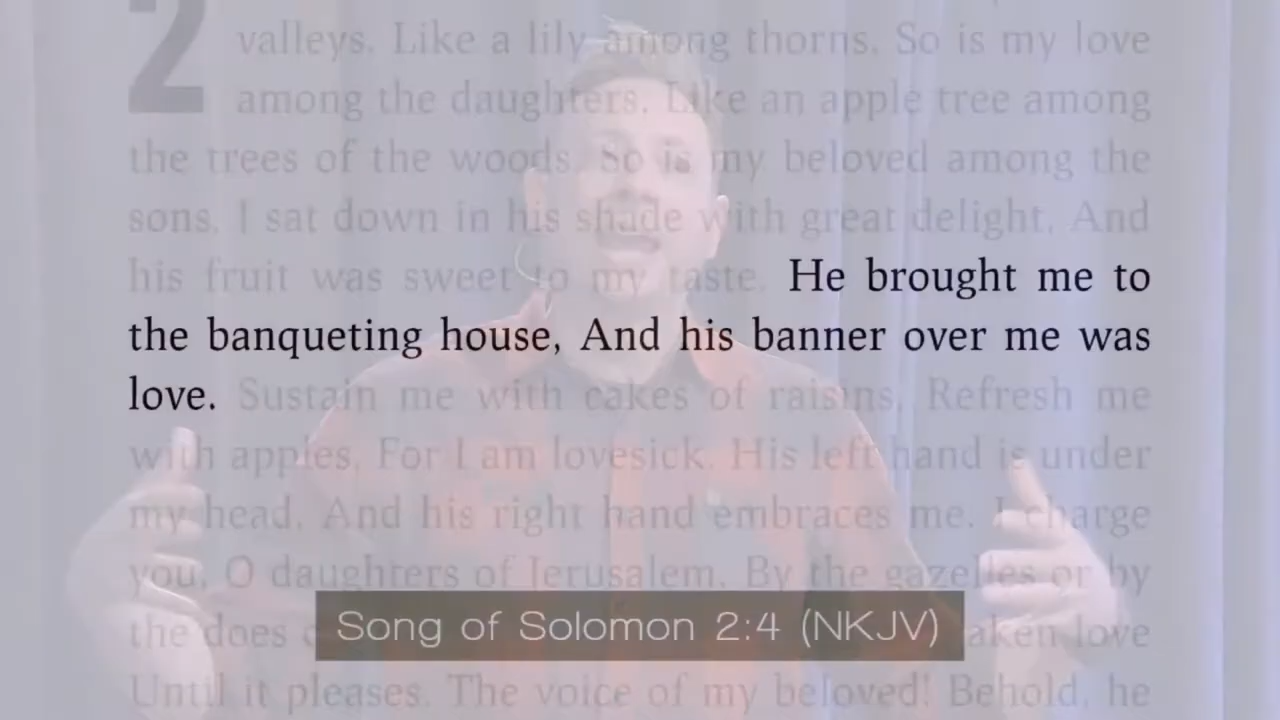 2
valleys. Like a lily among thorns, So is my love
among the daughters. Like an apple tree among
the trees of the woods, So is my beloved among the
sons. I sat down in his shade with great delight, And
his fruit was sweet to my taste. He brought me to
the banqueting house, And his banner over me was
love. Sustain me with cakes of raisins, Refresh me
with apples, For I am lovesick. His left hand is under
my head, And his right hand embraces me. I charge
you, O daughters of Jerusalem, By the gazelles or by
the does love
Song of Solomon 2:4 (NKJV)
Until it pleases. The voice of my beloved! Behold, he